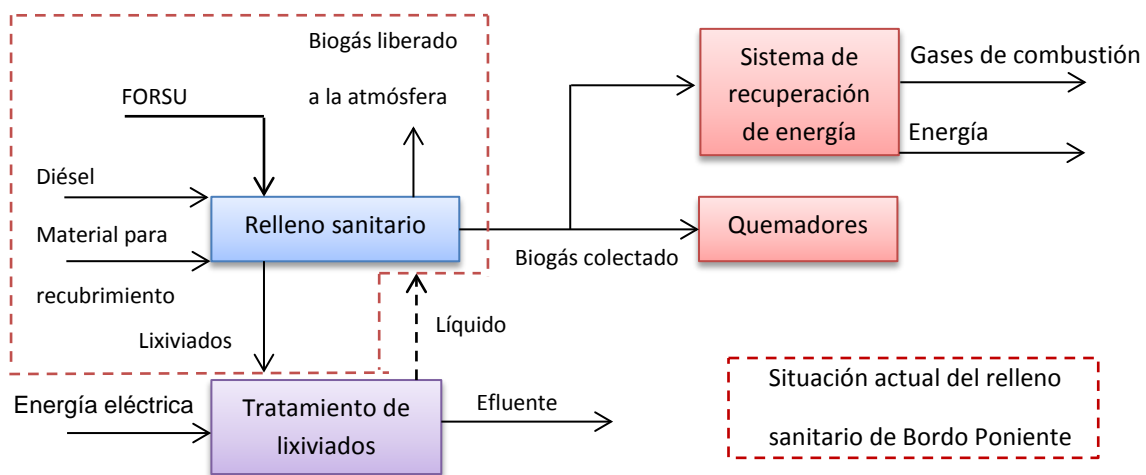 Biogás liberado
a la atmósfera
FORSU
Diésel
Material para
recubrimiento
Relleno sanitario
Lixiviados
Líquido
Biogás colectado
Sistema de
recuperación
de energía
Gases de combustión
Energía
Quemadores
Energía eléctrica
Tratamiento de
lixiviados
Efluente
Situación actual del relleno
sanitario de Bordo Poniente